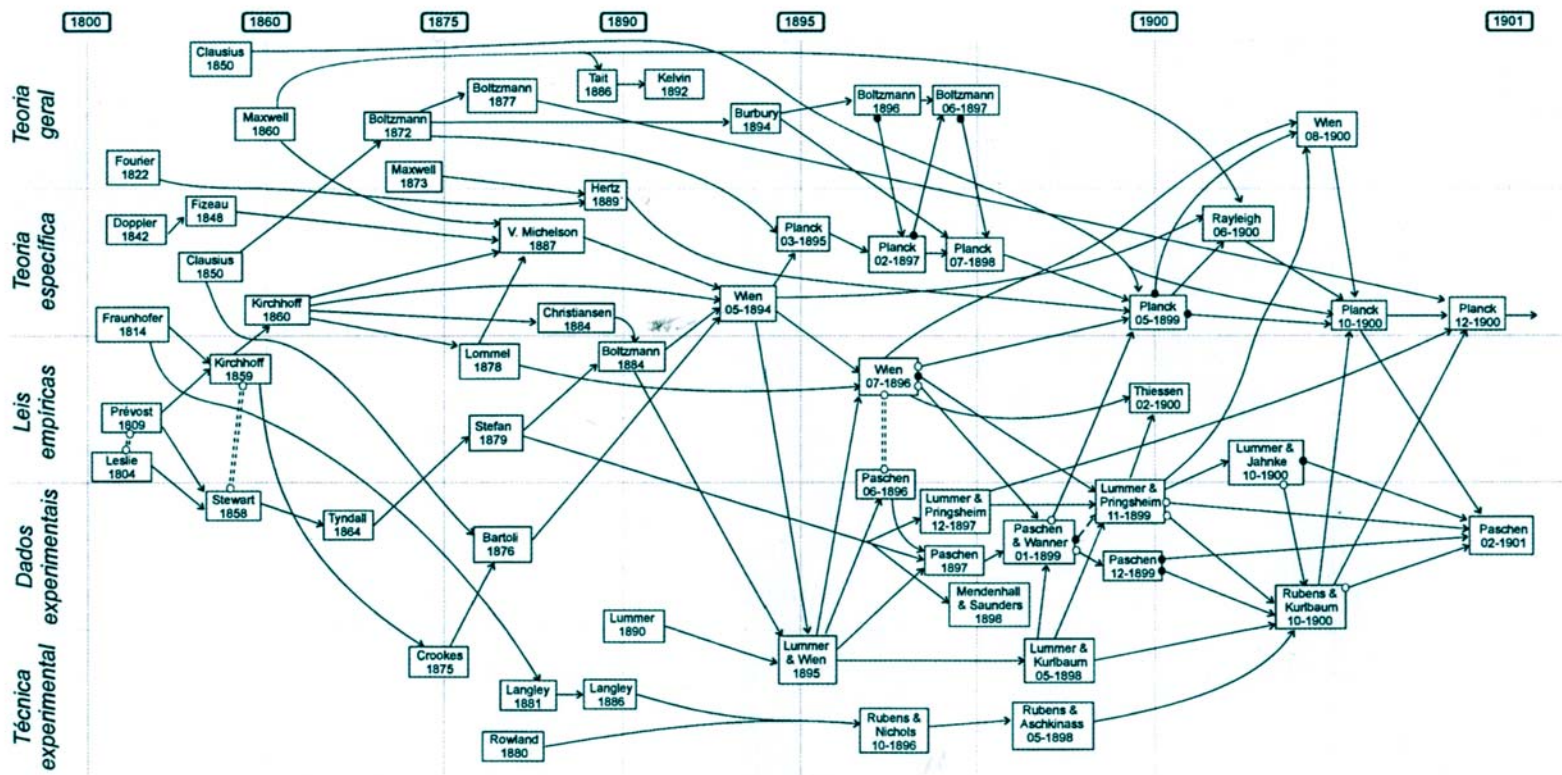 1800
1860
1875
1890
1895
1900
1901
Teoria
geral
Clausius
1850
Maxwell
1860
Fourier
1822
Boltzmann
1872
Boltzmann
1877
Maxwell
1873
Tait
1886
Kelvin
1892
Hertz
1889
Burbury
1894
Boltzmann
1896
Boltzmann
06-1897
Wien
08-1900
Teoria
específica
Doppler
1842
Fizeau
1848
Clausius
1850
Fraunhofer
1814
Kirchhoff
1860
V. Michelson
1887
Christiansen
1884
Wien
05-1894
Planck
03-1895
Planck
02-1897
Planck
07-1898
Planck
05-1899
Rayleigh
06-1900
Planck
10-1900
Planck
12-1900
Leis
empíricas
Kirchhoff
1859
Prévost
1809
Leslie
1804
Lommel
1878
Boltzmann
1884
Stefan
1879
Wien
07-1896
Thiessen
02-1900
Lummer &
Jahnke
10-1900
Dados
experimentais
Stewart
1858
Tyndall
1864
Bartoli
1876
Paschen
06-1896
Lummer &
Pringsheim
12-1897
Paschen
1897
Mendenhall
& Saunders
1898
Paschen
& Wanner
01-1899
Lummer &
Pringsheim
11-1899
Paschen
12-1899
Rubens &
Kurlbaum
10-1900
Paschen
02-1901
Técnica
experimental
Crookes
1875
Langley
1881
Langley
1886
Rowland
1880
Lummer
1890
Lummer
& Wien
1895
Rubens &
Nichols
10-1896
Lummer &
Kurlbaum
05-1898
Rubens &
Aschkinass
05-1898